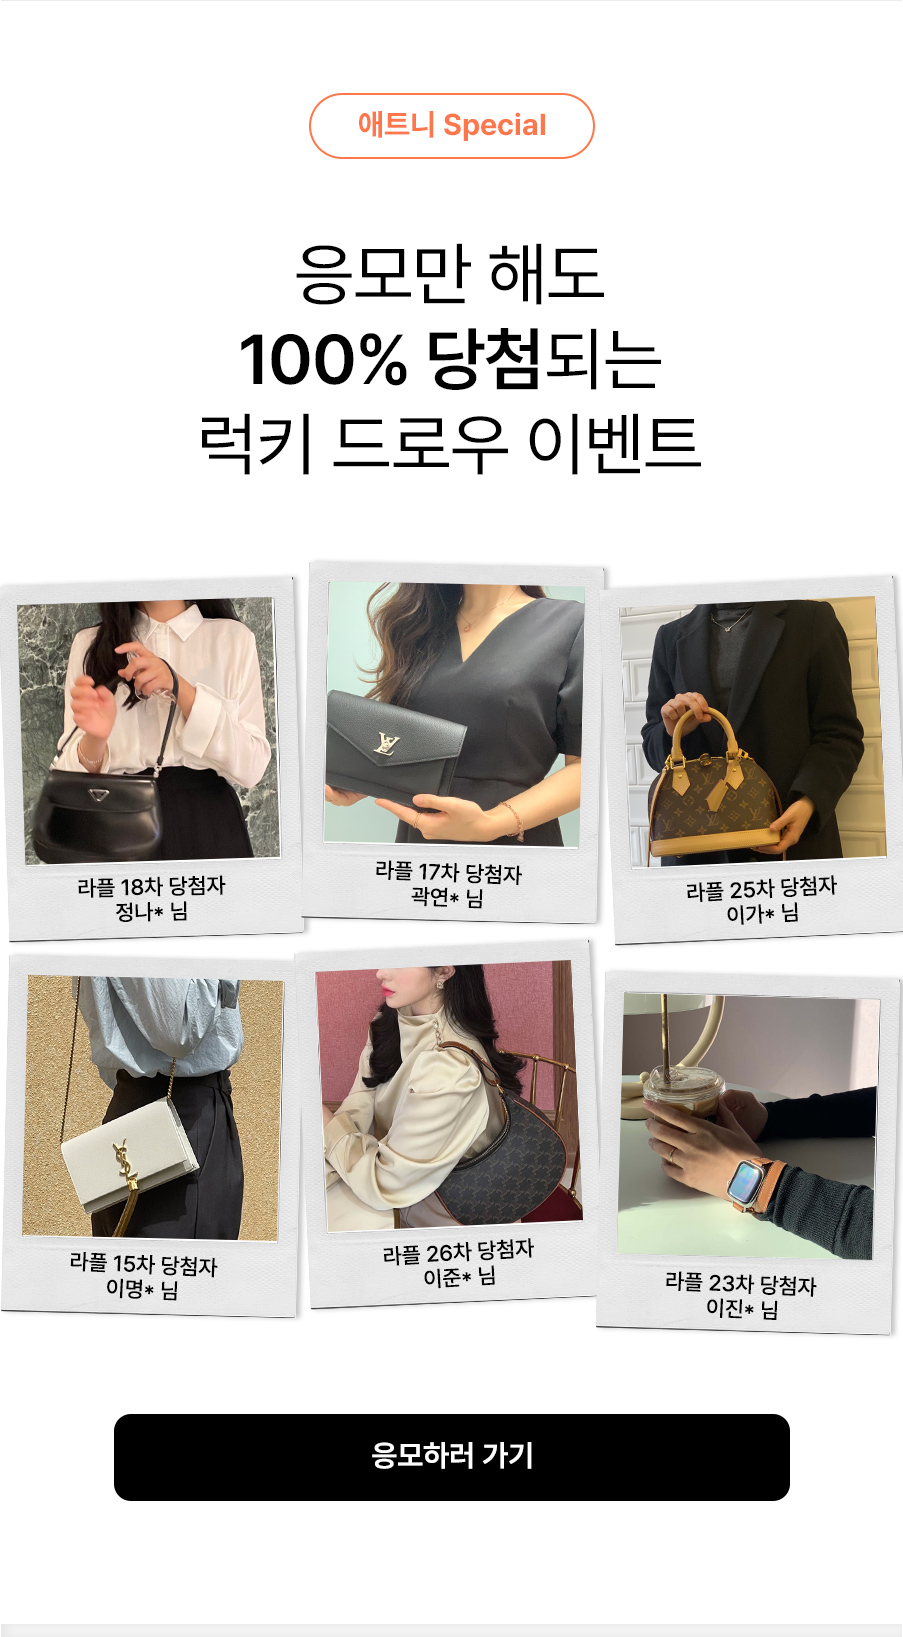 애트니 Special
응모만 해도
100% 당첨되는
럭키 드로우 이벤트
라플 18차 당첨자
정나* 님
라플 17차 당첨자
곽연* 님
라플 25차 당첨자
이가* 님
라플 15차 당첨자
이명* 님
라플 26차 당첨자
이준* 님
라플 23차 당첨자
이진* 님
응모하러 가기